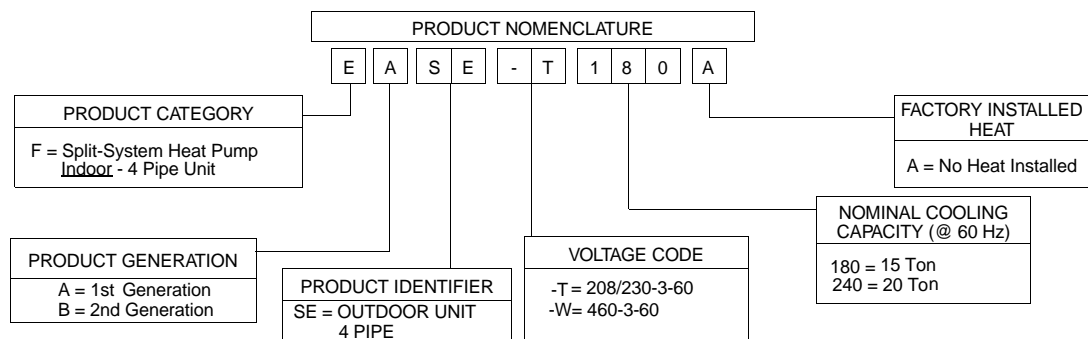 PRODUCT NOMENCLATURE
E A S E - T 1 8 0 A
PRODUCT CATEGORY
F = Split-System Heat Pump
Indoor - 4 Pipe Unit
FACTORY INSTALLED
HEAT
A = No Heat Installed
NOMINAL COOLING
CAPACITY (@ 60 Hz)
180 = 15 Ton
240 = 20 Ton
PRODUCT GENERATION
A = 1st Generation
B = 2nd Generation
PRODUCT IDENTIFIER
SE = OUTDOOR UNIT
4 PIPE
VOLTAGE CODE
-T = 208/230-3-60
-W= 460-3-60